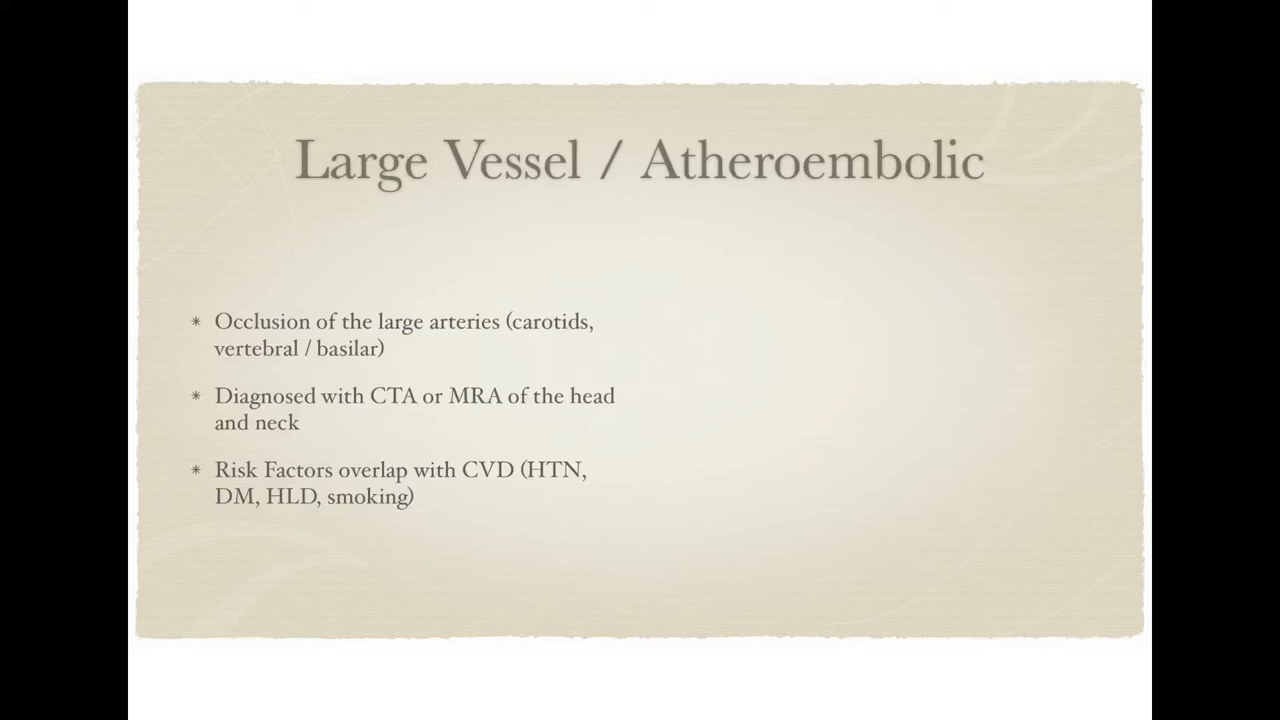 Large Vessel / Atheroembolic
* Occlusion of the large arteries (carotids,
vertebral / basilar)
* Diagnosed with CTA or MRA of the head
and neck
* Risk Factors overlap with CVD (HTN,
DM, HLD, smoking)